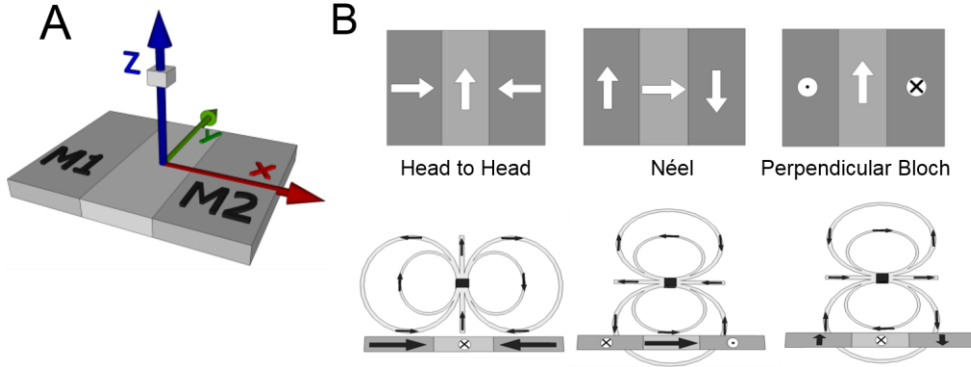 A
B
Z
y
x
M1
M2
Head to Head
Néel
Perpendicular Bloch